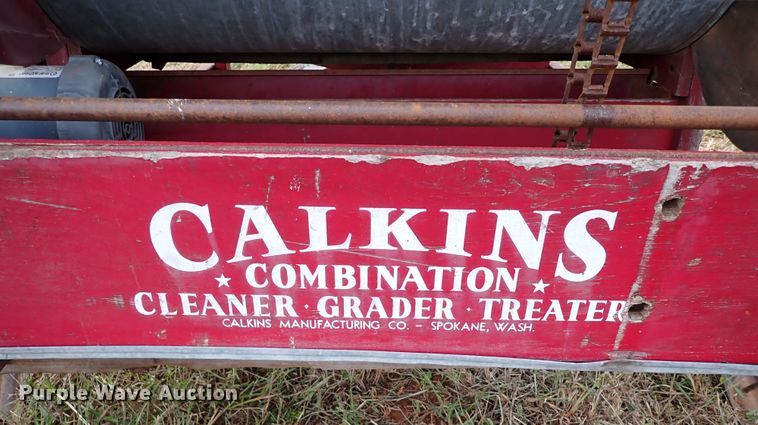 CALKINS
★ COMBINATION ★
CLEANER · GRADER · TREATER
CALKINS MANUFACTURING CO. – SPOKANE, WASH.
Purple Wave Auction